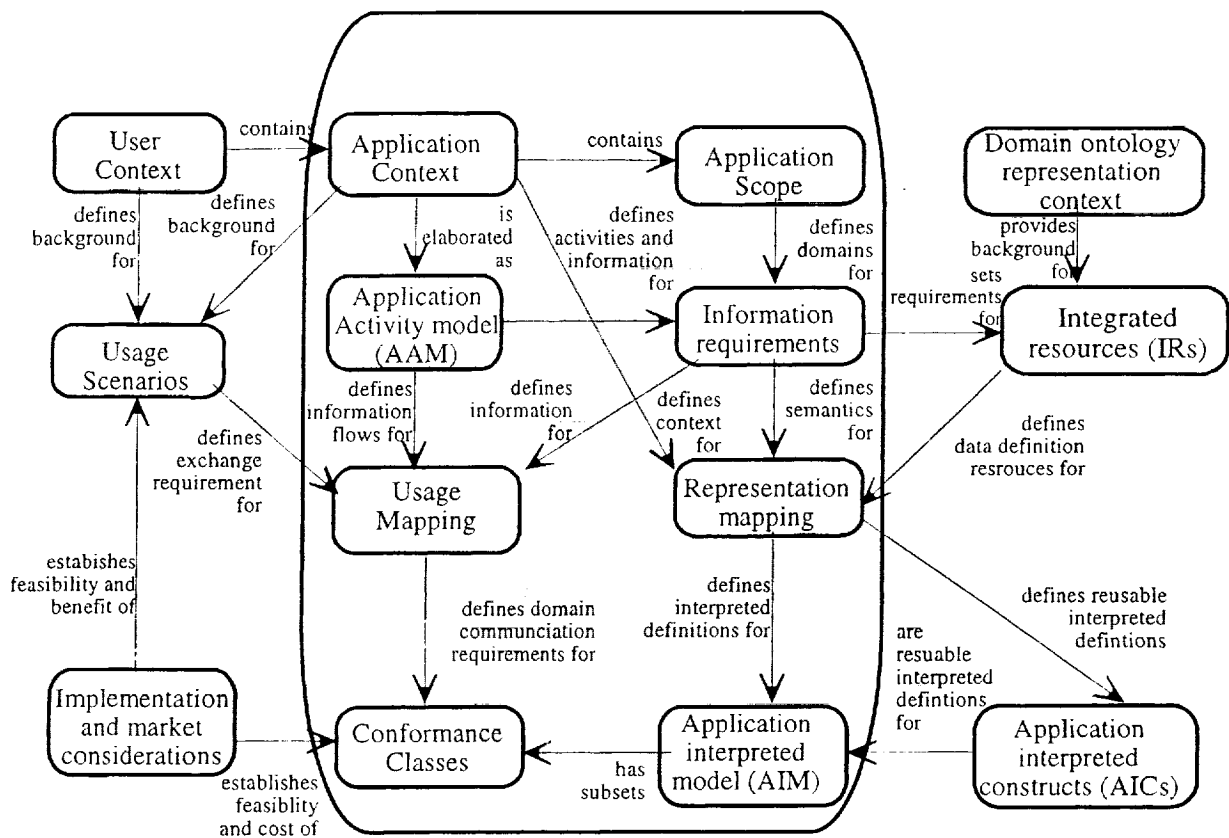 contains
User
Context
Application
Context
contains
Application
Scope
Domain ontology
representation
context
defines
background
for
defines
background
for
is
elaborated
as
defines
activities and
information
for
defines
domains
for
provides
background
for
sets
requirements
for
Usage
Scenarios
Application
Activity model
(AAM)
Information
requirements
Integrated
resources (IRs)
defines
exchange
requirement
for
defines
information
flows for
defines
information
for
defines
context
for
defines
semantics
for
defines
data definition
resrouces for
Usage
Mapping
Representation
mapping
estabishes
feasibility and
benefit of
defines domain
communciation
requirements for
defines
interpreted
definitions for
are
resuable
interpreted
defintions
for
defines reusable
interpreted
defintions
Implementation
and market
considerations
Conformance
Classes
Application
interpreted
model (AIM)
Application
interpreted
constructs (AICs)
establishes
feasiblity
and cost of
has
subsets